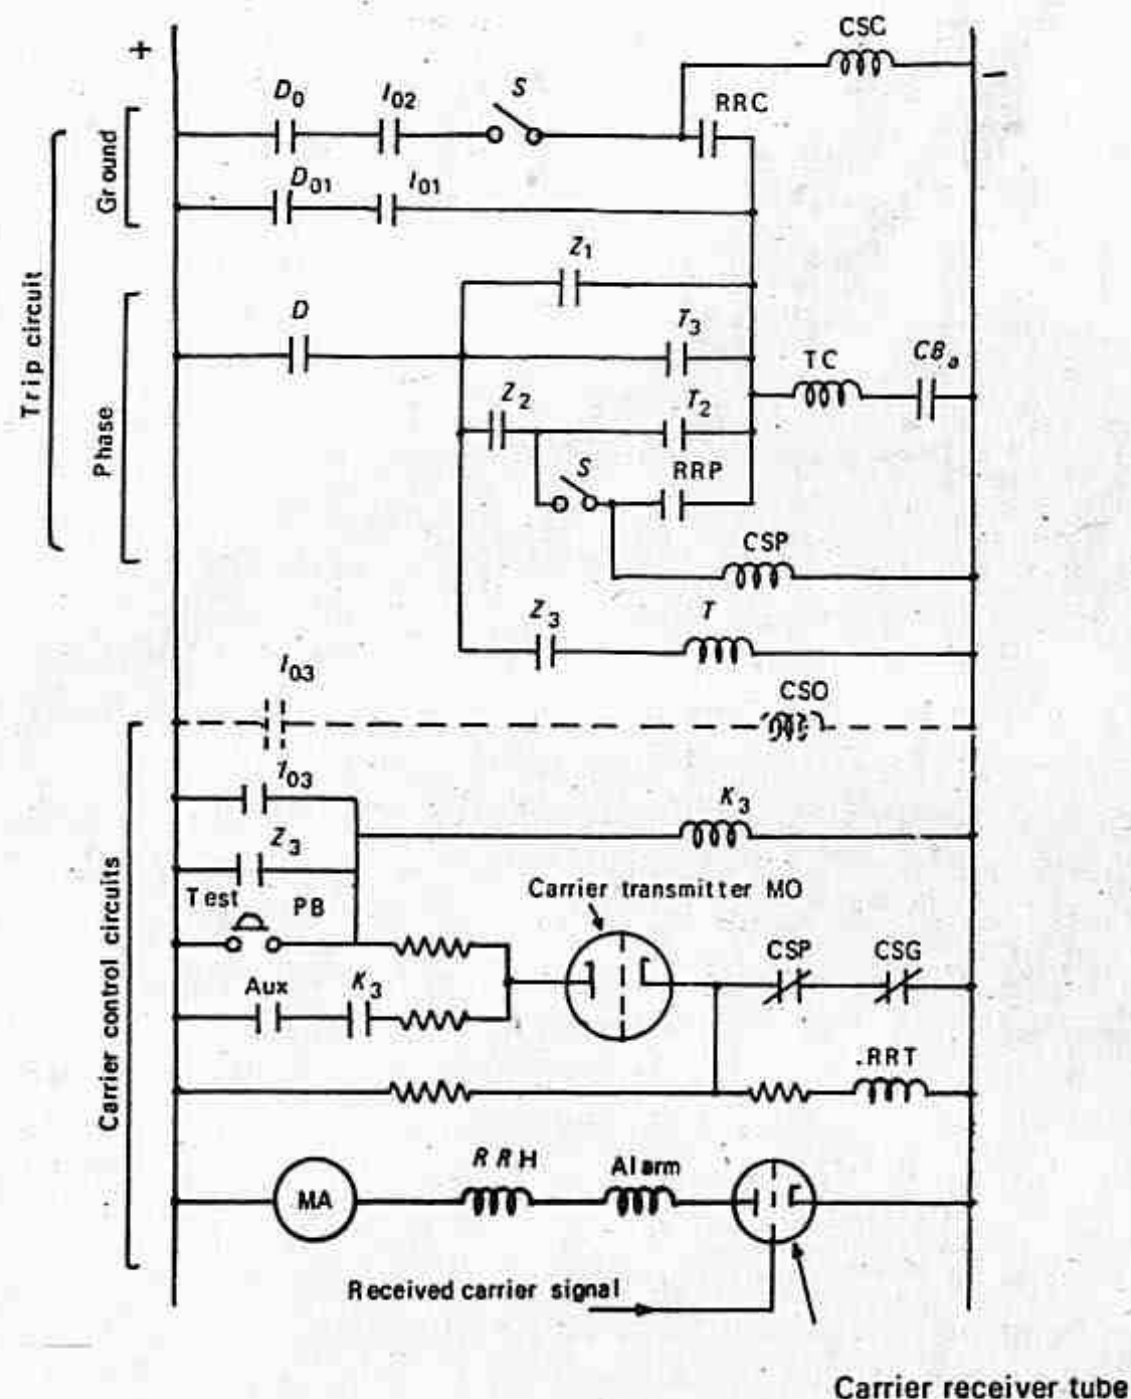 CSG
+
−
D0 I02 S RRC
Ground
D01 I01
Z1
Trip circuit
D T3
TC CBa
Phase
Z2 T2
S RRP
CSP
Z3 T
I03 CSO
I03
K3
Z3
Carrier control circuits
Carrier transmitter MO
Test PB
CSP CSG
Aux K3
.RRT
RRH Alarm
MA
Received carrier signal
Carrier receiver tube